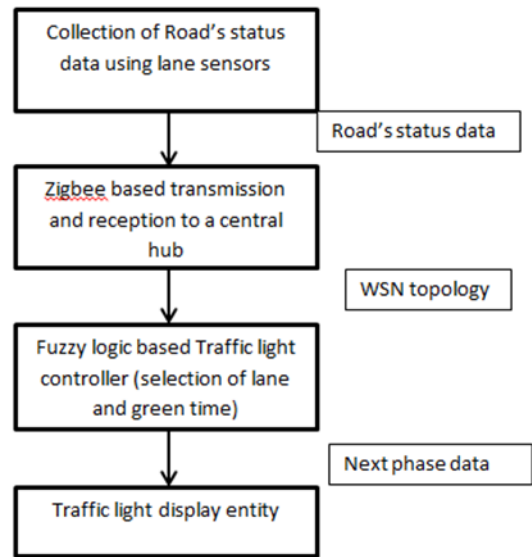 Collection of Road's status
data using lane sensors
Road's status data
Zigbee based transmission
and reception to a central
hub
WSN topology
Fuzzy logic based Traffic light
controller (selection of lane
and green time)
Next phase data
Traffic light display entity